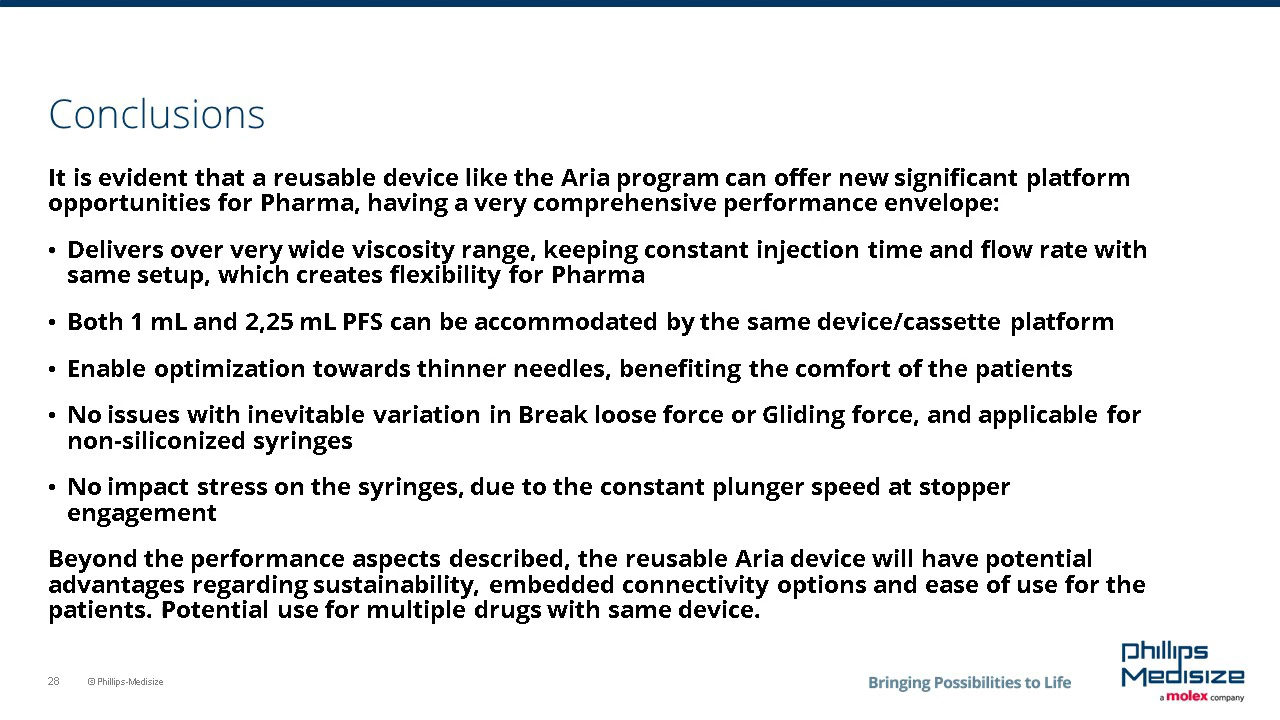 Conclusions
It is evident that a reusable device like the Aria program can offer new significant platform
opportunities for Pharma, having a very comprehensive performance envelope:
• Delivers over very wide viscosity range, keeping constant injection time and flow rate with
same setup, which creates flexibility for Pharma
• Both 1 mL and 2,25 mL PFS can be accommodated by the same device/cassette platform
• Enable optimization towards thinner needles, benefiting the comfort of the patients
• No issues with inevitable variation in Break loose force or Gliding force, and applicable for
non-siliconized syringes
• No impact stress on the syringes, due to the constant plunger speed at stopper
engagement
Beyond the performance aspects described, the reusable Aria device will have potential
advantages regarding sustainability, embedded connectivity options and ease of use for the
patients. Potential use for multiple drugs with same device.
28 © Phillips-Medisize
Bringing Possibilities to Life
phillips
Medisize
a molex company